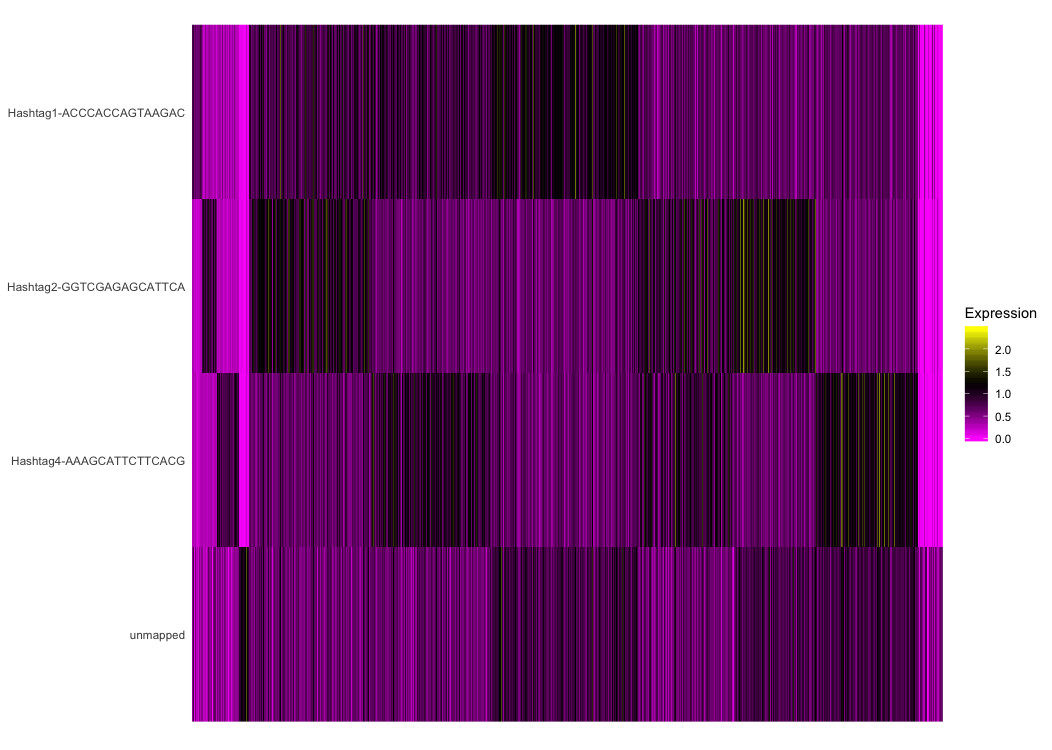 Hashtag1-ACCCACCAGTAAGAC
Hashtag2-GGTCGAGAGCATTCA
Hashtag4-AAAGCATTCTTCACG
unmapped
Expression
2.0
1.5
1.0
0.5
0.0